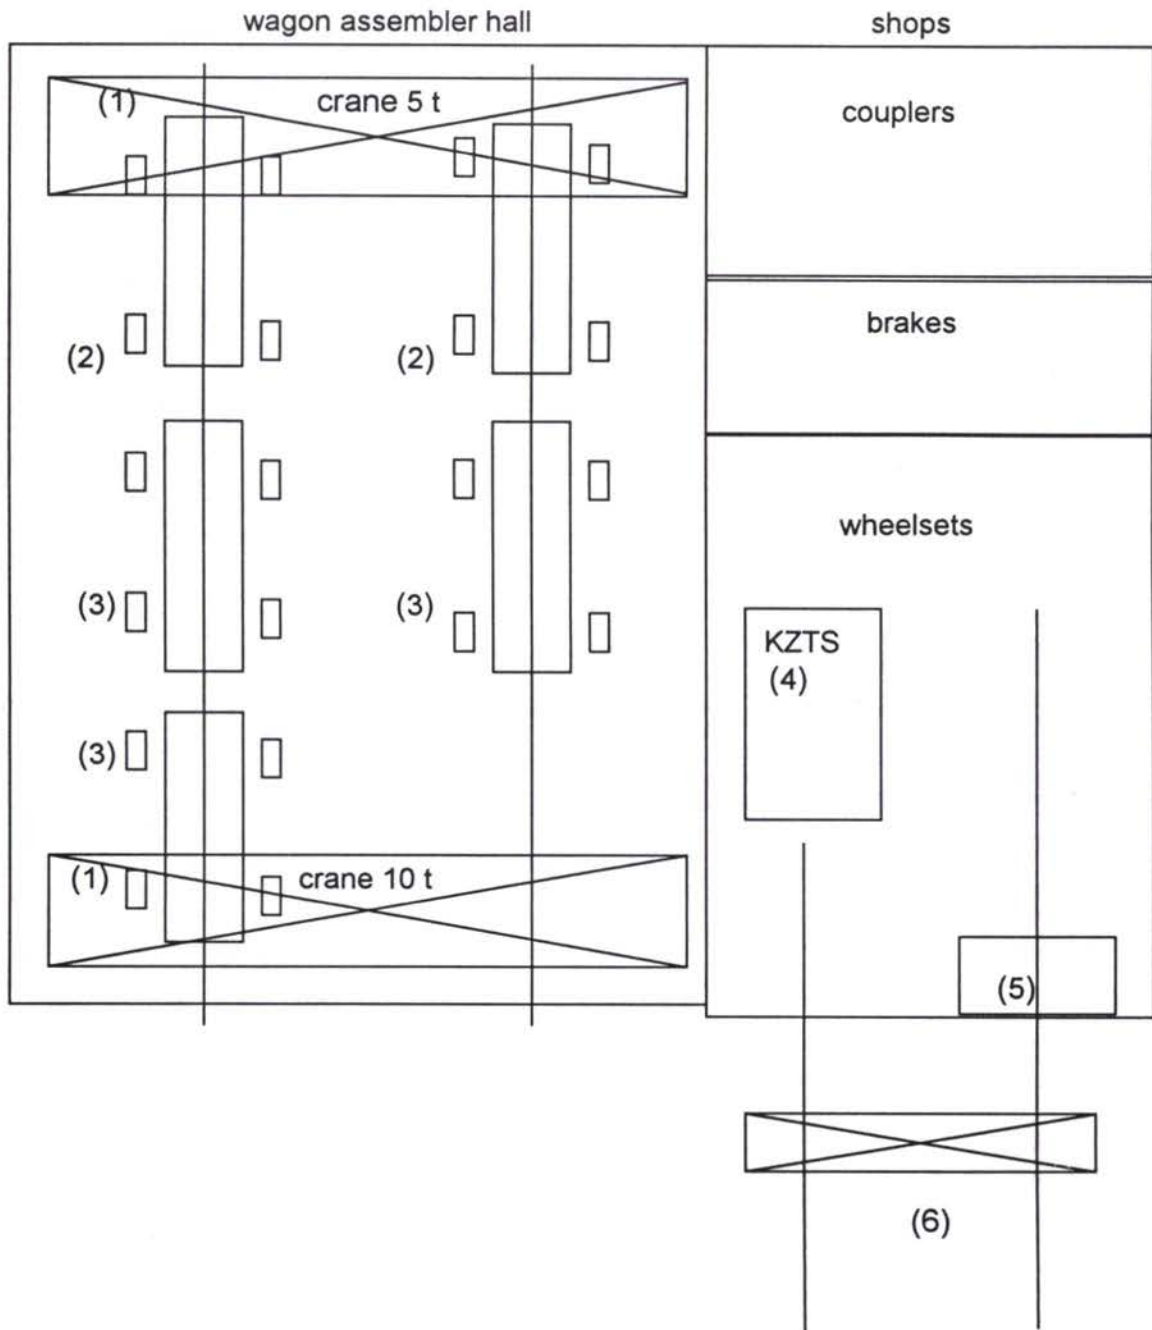 wagon assembler hall
shops
(1)
crane 5 t
couplers
brakes
(2)
(2)
wheelsets
(3)
(3)
KZTS
(4)
(3)
(1)
crane 10 t
(5)
(6)